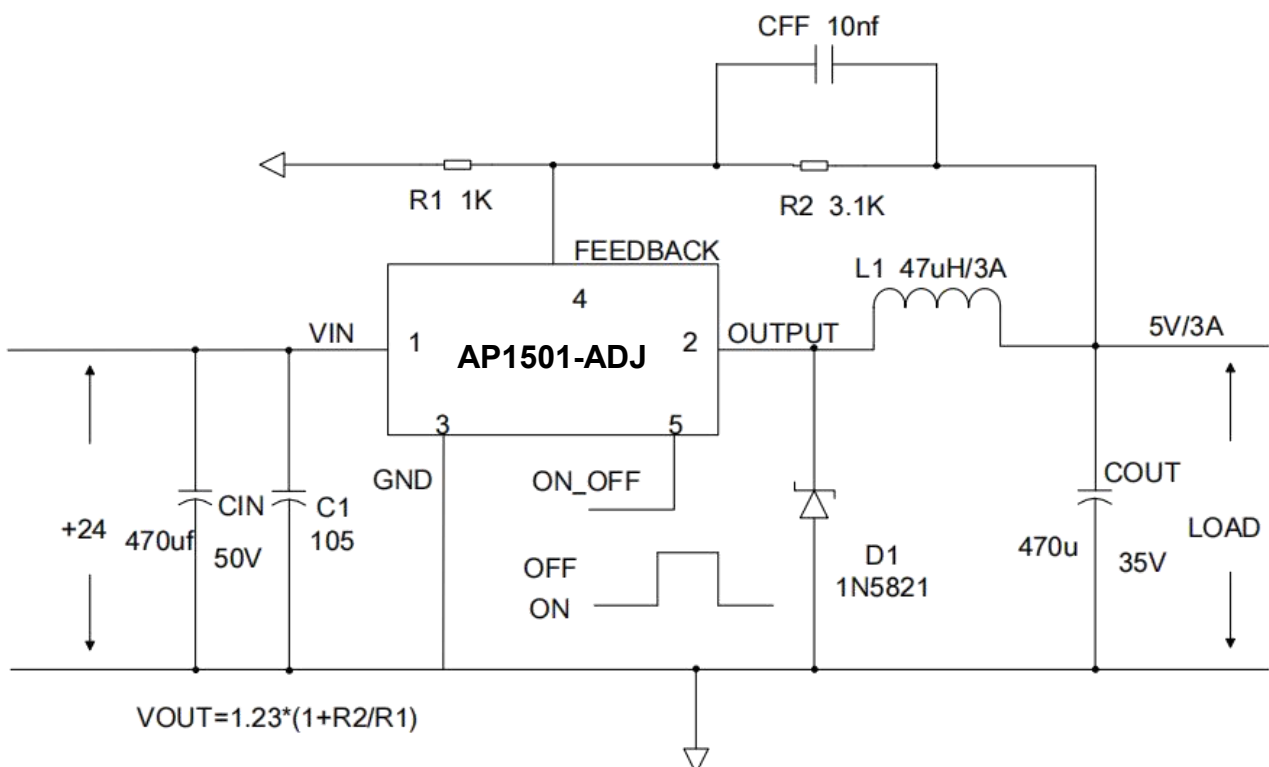 CFF 10nf
R1 1K
R2 3.1K
FEEDBACK
4
L1 47uH/3A
VIN
1
AP1501-ADJ
2
OUTPUT
5V/3A
3
5
GND
ON_OFF
+24
470uf
CIN
50V
C1
105
OFF
ON
D1
1N5821
COUT
470u
35V
LOAD
VOUT=1.23*(1+R2/R1)